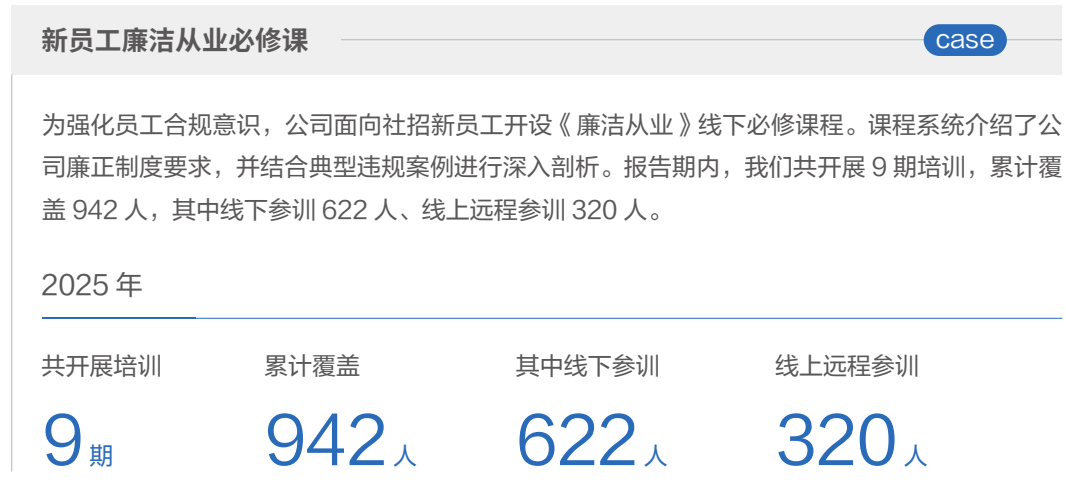 新员工廉洁从业必修课
case
为强化员工合规意识，公司面向社招新员工开设《廉洁从业》线下必修课程。课程系统介绍了公
司廉正制度要求，并结合典型违规案例进行深入剖析。报告期内，我们共开展 9 期培训，累计覆
盖 942 人，其中线下参训 622 人、线上远程参训 320 人。
2025 年
共开展培训 累计覆盖 其中线下参训 线上远程参训
9 期 942 人 622 人 320 人